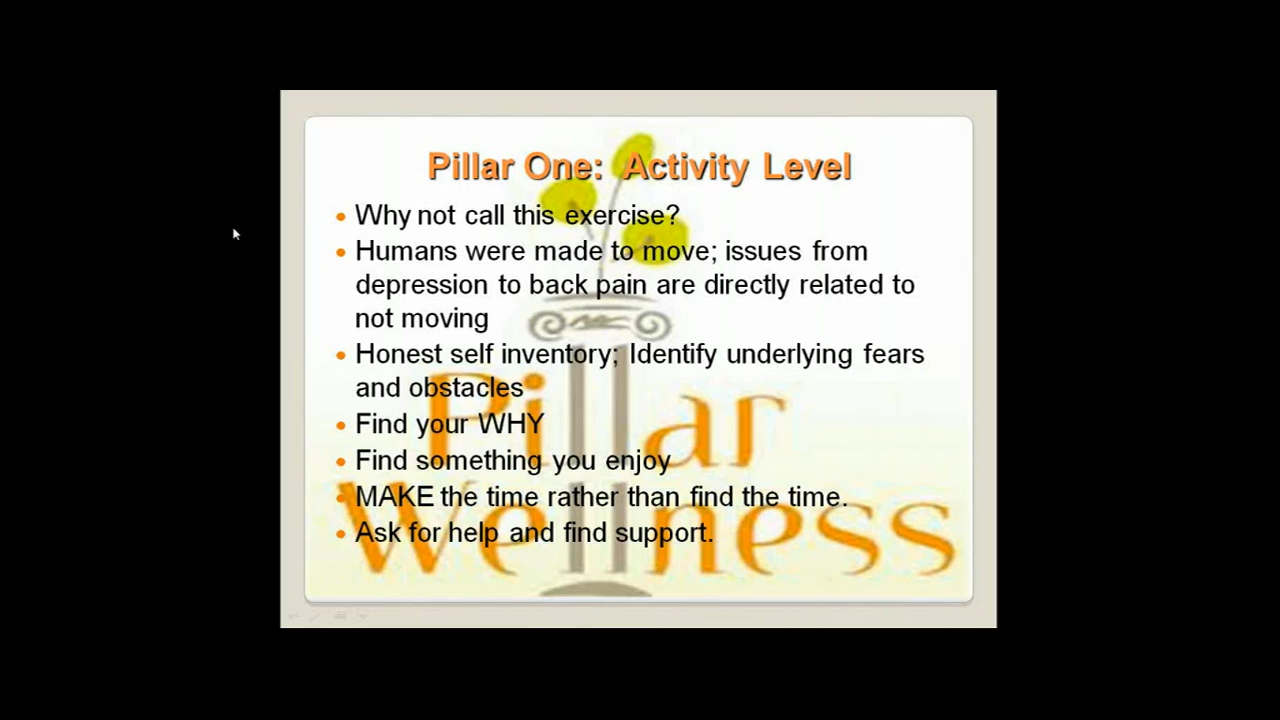 Pillar One: Activity Level
• Why not call this exercise?
• Humans were made to move; issues from
depression to back pain are directly related to
not moving
• Honest self inventory; Identify underlying fears
and obstacles
• Find your WHY
• Find something you enjoy
• MAKE the time rather than find the time.
• Ask for help and find support.
Pillar
Wellness